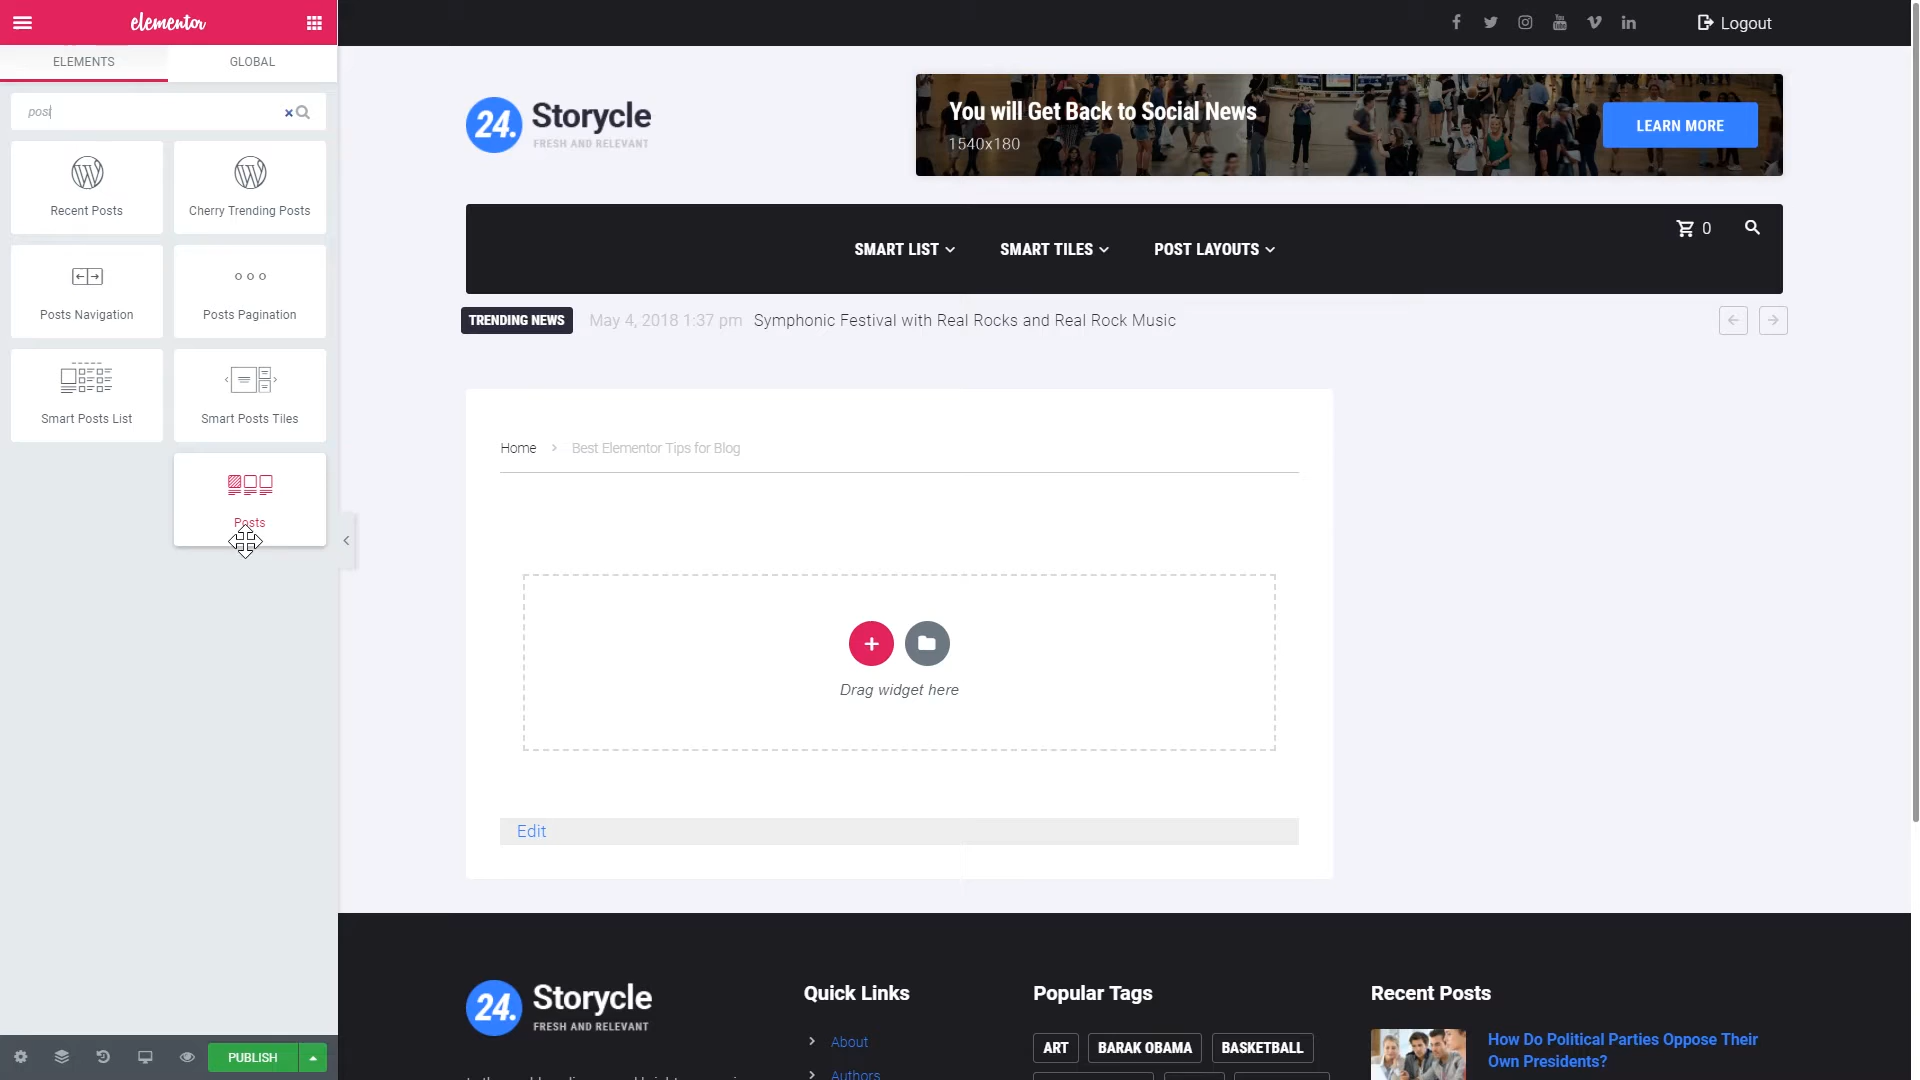 elementor
ELEMENTS
GLOBAL
post
Recent Posts
Cherry Trending Posts
Posts Navigation
Posts Pagination
Smart Posts List
Smart Posts Tiles
Posts
PUBLISH
Logout
24. Storycle
FRESH AND RELEVANT
You will Get Back to Social News
1540x180
LEARN MORE
SMART LIST
SMART TILES
POST LAYOUTS
0
TRENDING NEWS May 4, 2018 1:37 pm Symphonic Festival with Real Rocks and Real Rock Music
Home > Best Elementor Tips for Blog
Drag widget here
Edit
24. Storycle
FRESH AND RELEVANT
Quick Links
About
Authors
Popular Tags
ART
BARAK OBAMA
BASKETBALL
Recent Posts
How Do Political Parties Oppose Their
Own Presidents?